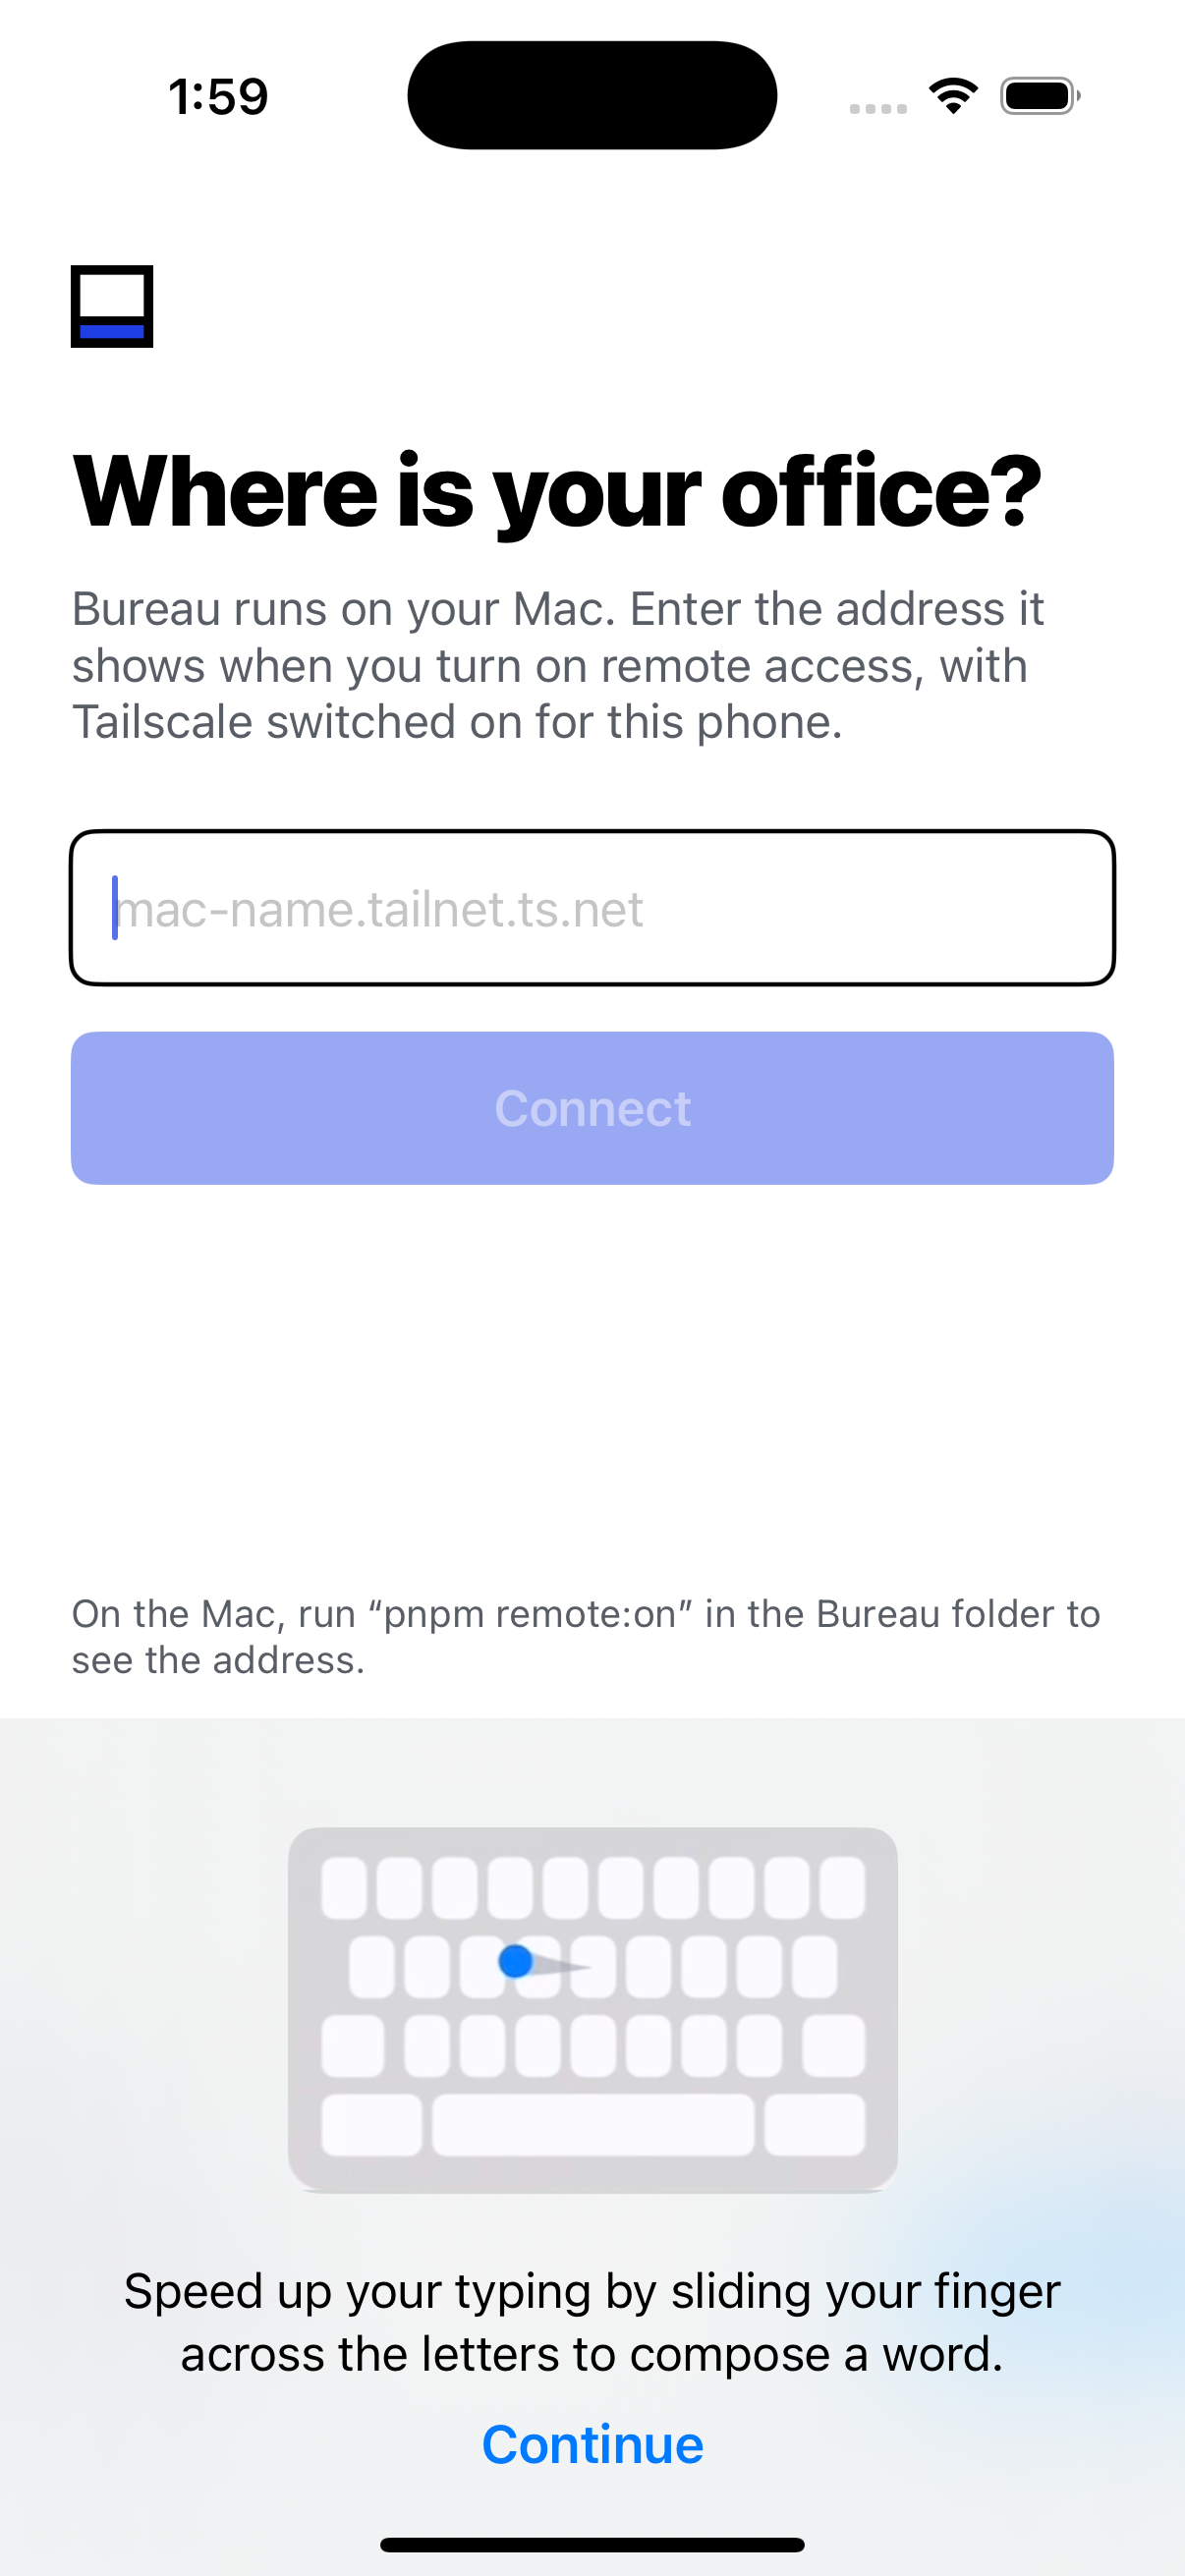 1:59
Where is your office?
Bureau runs on your Mac. Enter the address it
shows when you turn on remote access, with
Tailscale switched on for this phone.
mac-name.tailnet.ts.net
Connect
On the Mac, run “pnpm remote:on” in the Bureau folder to
see the address.
Speed up your typing by sliding your finger
across the letters to compose a word.
Continue